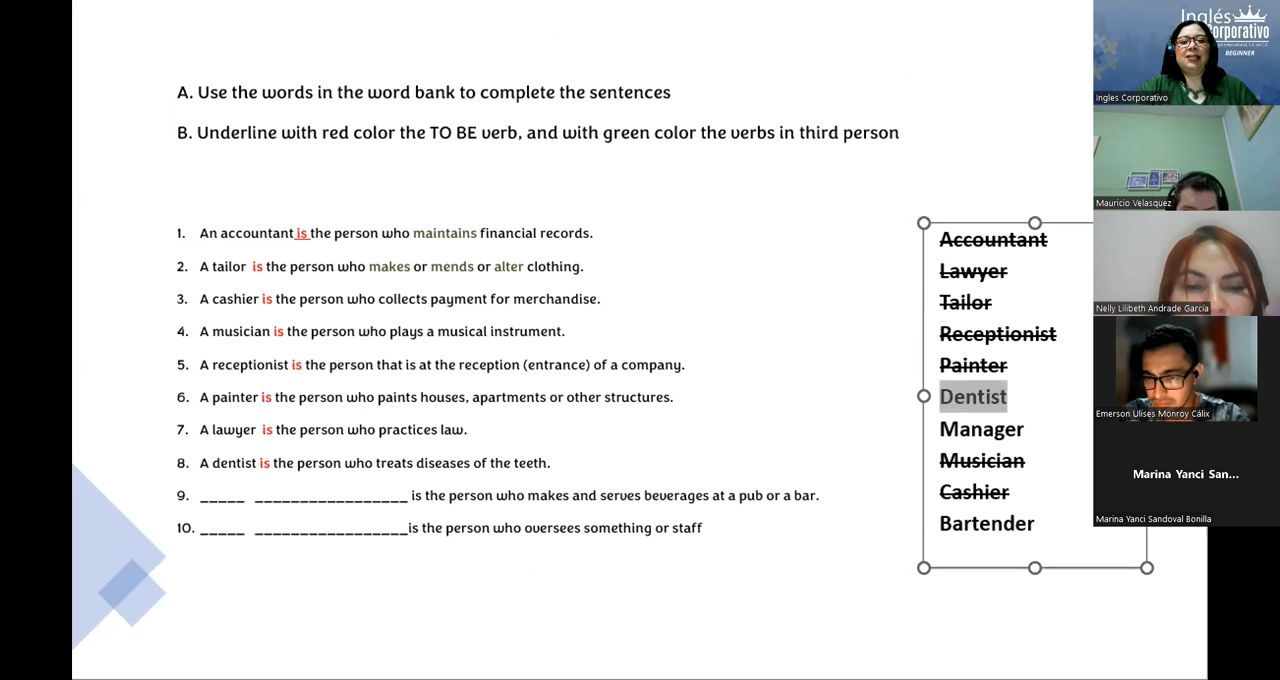 A. Use the words in the word bank to complete the sentences
B. Underline with red color the TO BE verb, and with green color the verbs in third person
1. An accountant is the person who maintains financial records.
2. A tailor is the person who makes or mends or alter clothing.
3. A cashier is the person who collects payment for merchandise.
4. A musician is the person who plays a musical instrument.
5. A receptionist is the person that is at the reception (entrance) of a company.
6. A painter is the person who paints houses, apartments or other structures.
7. A lawyer is the person who practices law.
8. A dentist is the person who treats diseases of the teeth.
9. _____ _________________ is the person who makes and serves beverages at a pub or a bar.
10. _____ _________________is the person who oversees something or staff
Accountant
Lawyer
Tailor
Receptionist
Painter
Dentist
Manager
Musician
Cashier
Bartender
Inglés
Corporativo
BEGINNER
Ingles Corporativo
Mauricio Velasquez
Nelly Lilibeth Andrade García
Emerson Ulises Monroy Cálix
Marina Yanci San...
Marina Yanci Sandoval Bonilla